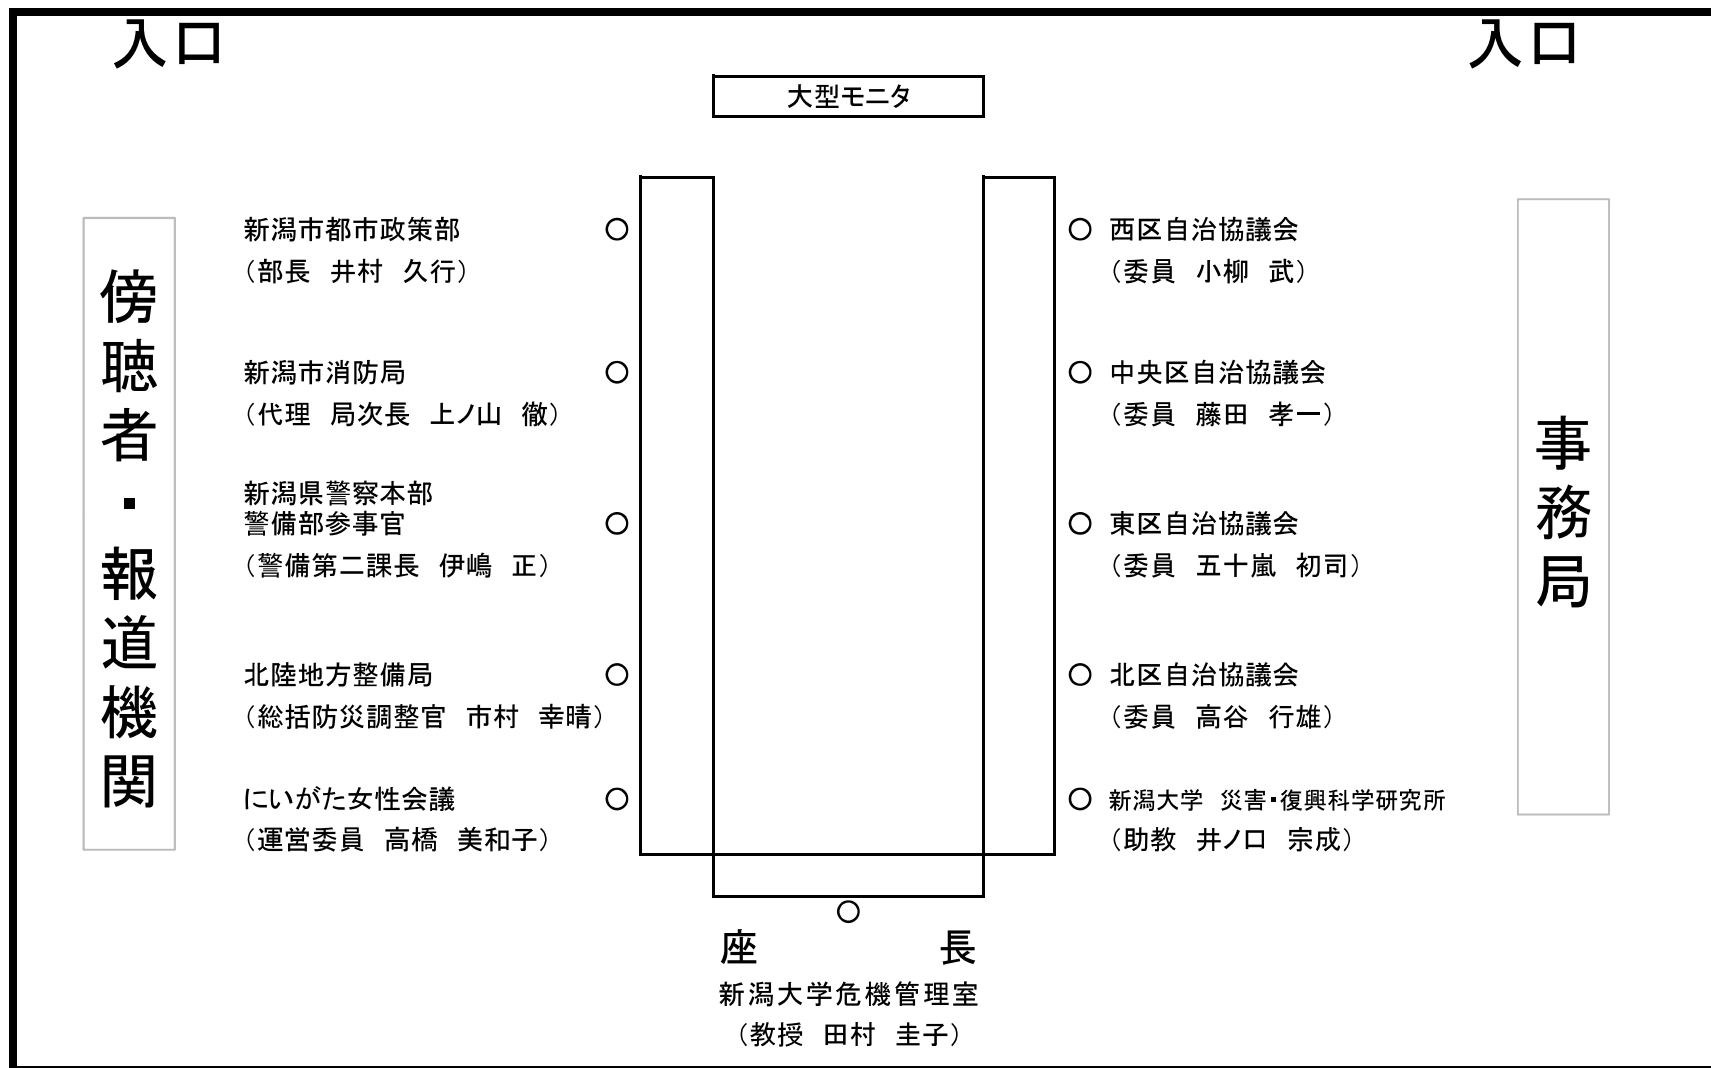 入口
入口
大型モニタ
傍聴者・報道機関
新潟市都市政策部
（部長　井村　久行）
新潟市消防局
（代理　局次長　上ノ山　徹）
新潟県警察本部
警備部参事官
（警備第二課長　伊嶋　正）
北陸地方整備局
（総括防災調整官　市村　幸晴）
にいがた女性会議
（運営委員　高橋　美和子）
西区自治協議会
（委員　小柳　武）
中央区自治協議会
（委員　藤田　孝一）
東区自治協議会
（委員　五十嵐　初司）
北区自治協議会
（委員　高谷　行雄）
新潟大学　災害・復興科学研究所
（助教　井ノ口　宗成）
事務局
座　長
新潟大学危機管理室
（教授　田村　圭子）